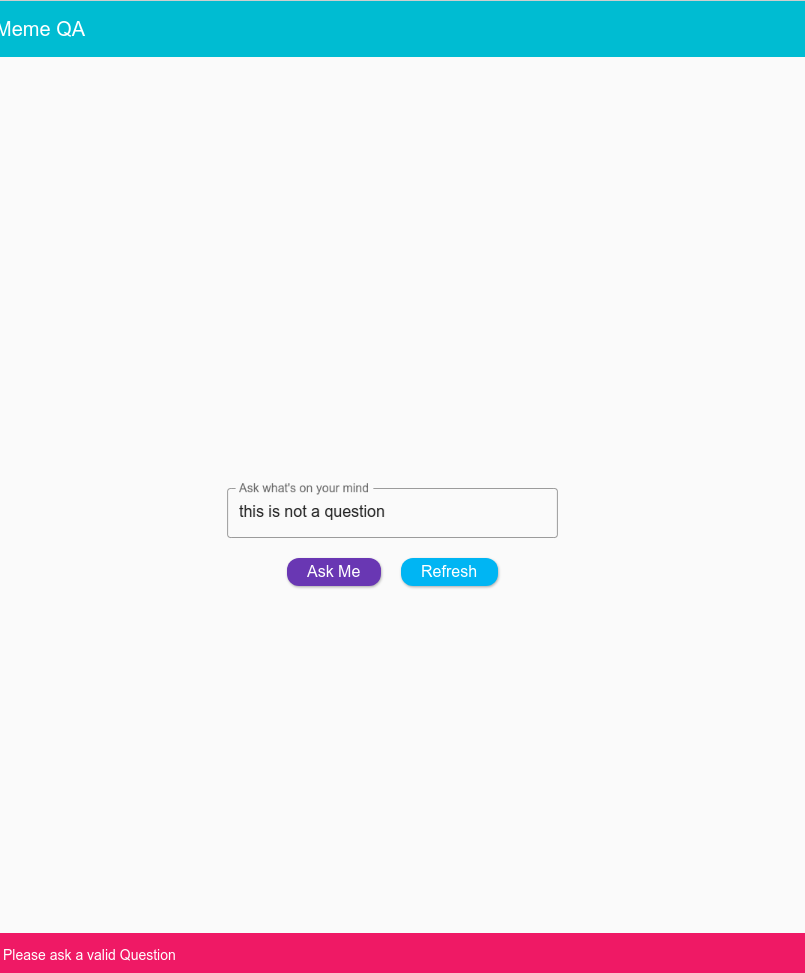 Meme QA
Ask what's on your mind
this is not a question
Ask Me
Refresh
Please ask a valid Question